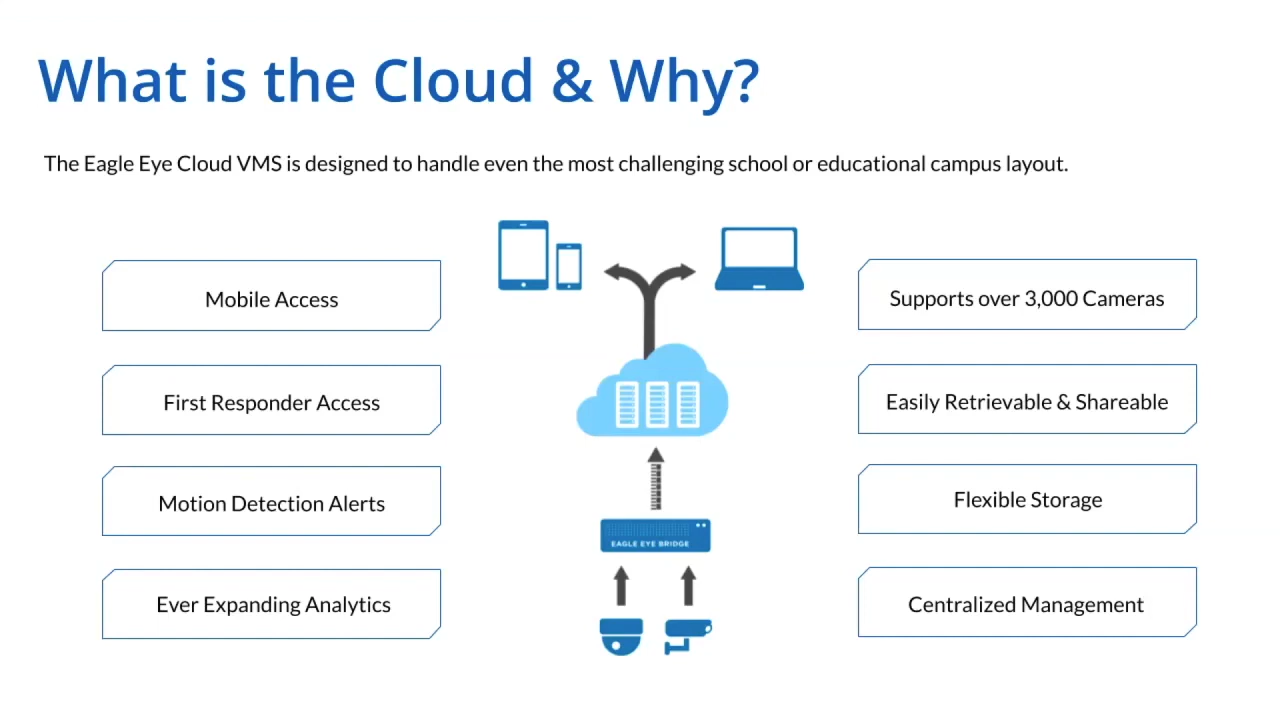 What is the Cloud & Why?
The Eagle Eye Cloud VMS is designed to handle even the most challenging school or educational campus layout.
Mobile Access
First Responder Access
Motion Detection Alerts
Ever Expanding Analytics
EAGLE EYE BRIDGE
Supports over 3,000 Cameras
Easily Retrievable & Shareable
Flexible Storage
Centralized Management